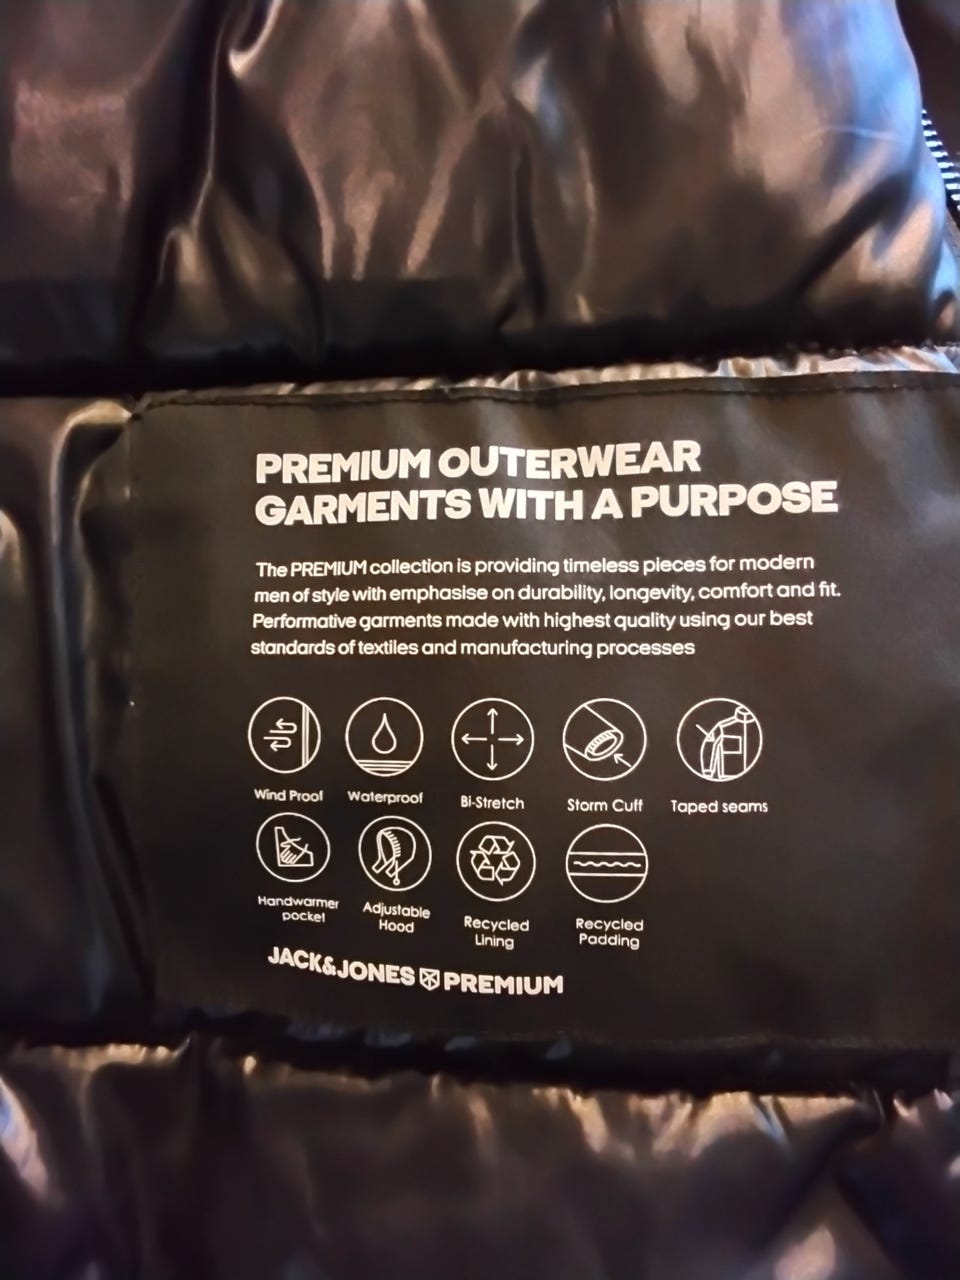 PREMIUM OUTERWEAR
GARMENTS WITH A PURPOSE
The PREMIUM collection is providing timeless pieces for modern
men of style with emphasise on durability, longevity, comfort and fit.
Performative garments made with highest quality using our best
standards of textiles and manufacturing processes
Wind Proof
Waterproof
Bi-Stretch
Storm Cuff
Taped seams
Handwarmer
pocket
Adjustable
Hood
Recycled
Lining
Recycled
Padding
JACK&JONES PREMIUM